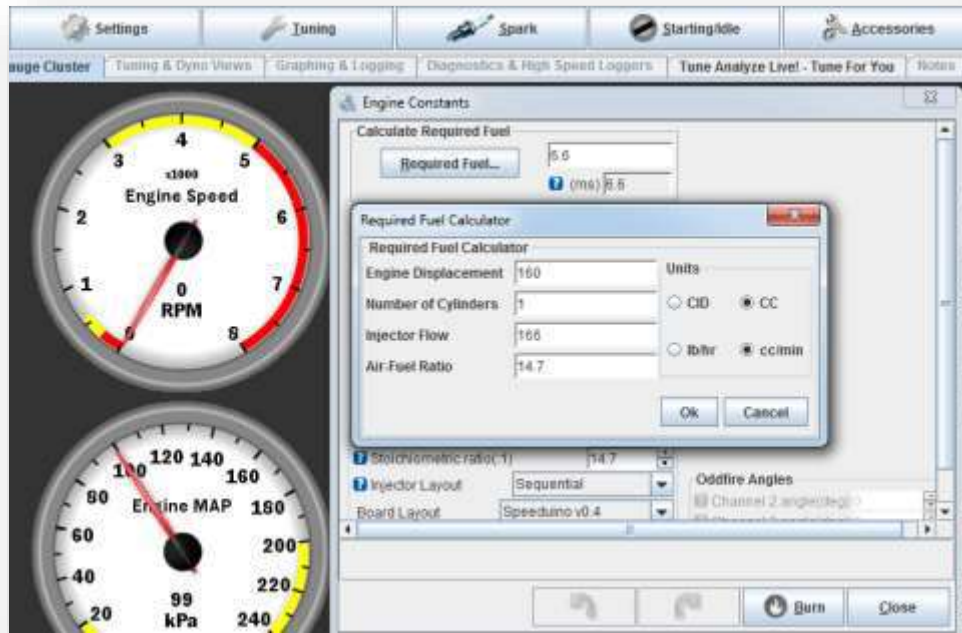 Settings Tuning Spark Starting/Idle Accessories
auge Cluster Tuning & Dyno Views Graphing & Logging Diagnostics & High Speed Loggers Tune Analyze Live! - Tune For You Notes
Engine Constants
Calculate Required Fuel
Required Fuel... 6.6
(ms) 6.6
Required Fuel Calculator
Required Fuel Calculator
Engine Displacement 160
Number of Cylinders 1
Injector Flow 166
Air-Fuel Ratio 14.7
Units
CID CC
lb/hr cc/min
Ok Cancel
Stoichiometric ratio(:1) 14.7
Injector Layout Sequential
Board Layout Speeduino v0.4
Oddfire Angles
Channel 2 angle(deg)
Burn Close
0 1 2 3 4 5 6 7 8
x1000
Engine Speed
0
RPM
20 40 60 80 100 120 140 160 180 200 220 240
Engine MAP
99
kPa